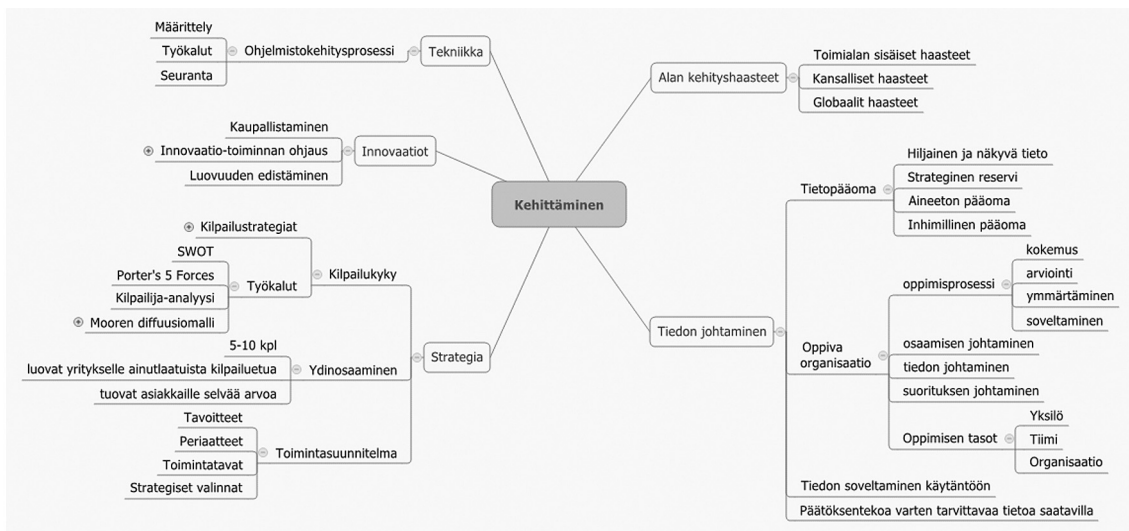 Kehittäminen
Tekniikka
Ohjelmistokehitysprosessi
Määrittely
Työkalut
Seuranta
Innovaatiot
Kaupallistaminen
Innovaatio-toiminnan ohjaus
Luovuuden edistäminen
Strategia
Kilpailukyky
Kilpailustrategiat
Työkalut
SWOT
Porter's 5 Forces
Kilpailija-analyysi
Mooren diffuusiomalli
Ydinosaaminen
5-10 kpl
luovat yritykselle ainutlaatuista kilpailuetua
tuovat asiakkaille selvää arvoa
Toimintasuunnitelma
Tavoitteet
Periaatteet
Toimintatavat
Strategiset valinnat
Alan kehityshaasteet
Toimialan sisäiset haasteet
Kansalliset haasteet
Globaalit haasteet
Tiedon johtaminen
Tietopääoma
Hiljainen ja näkyvä tieto
Strateginen reservi
Aineeton pääoma
Inhimillinen pääoma
Oppiva
organisaatio
oppimisprosessi
kokemus
arviointi
ymmärtäminen
soveltaminen
osaamisen johtaminen
tiedon johtaminen
suorituksen johtaminen
Oppimisen tasot
Yksilö
Tiimi
Organisaatio
Tiedon soveltaminen käytäntöön
Päätöksentekoa varten tarvittavaa tietoa saatavilla